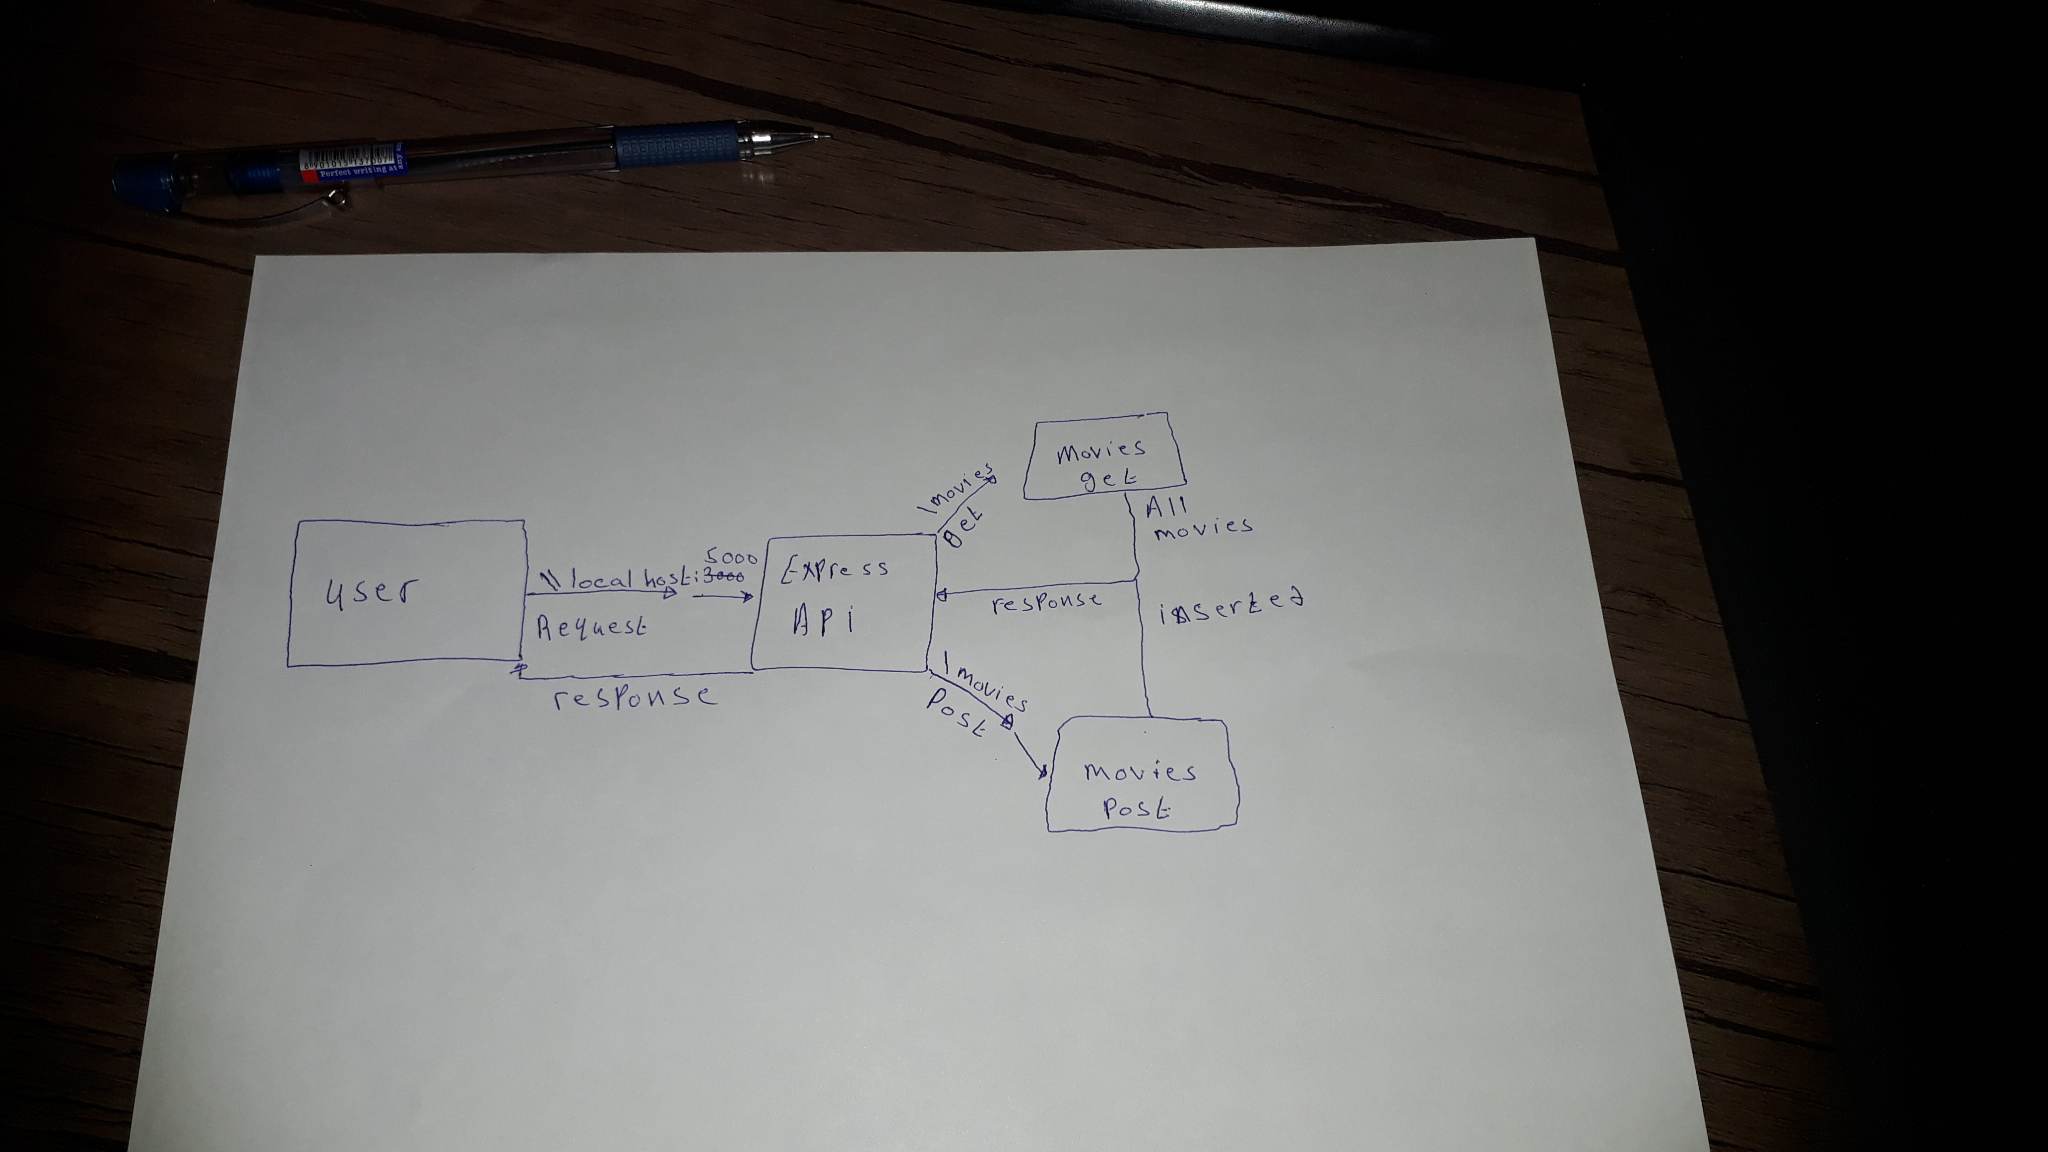 8901013137007
Perfect writing at any
user
\\ local host: 3000
5000
Request
response
Express
Api
\ movies
get
Movies
get
All
movies
response
inserted
\ movies
Post
movies
Post